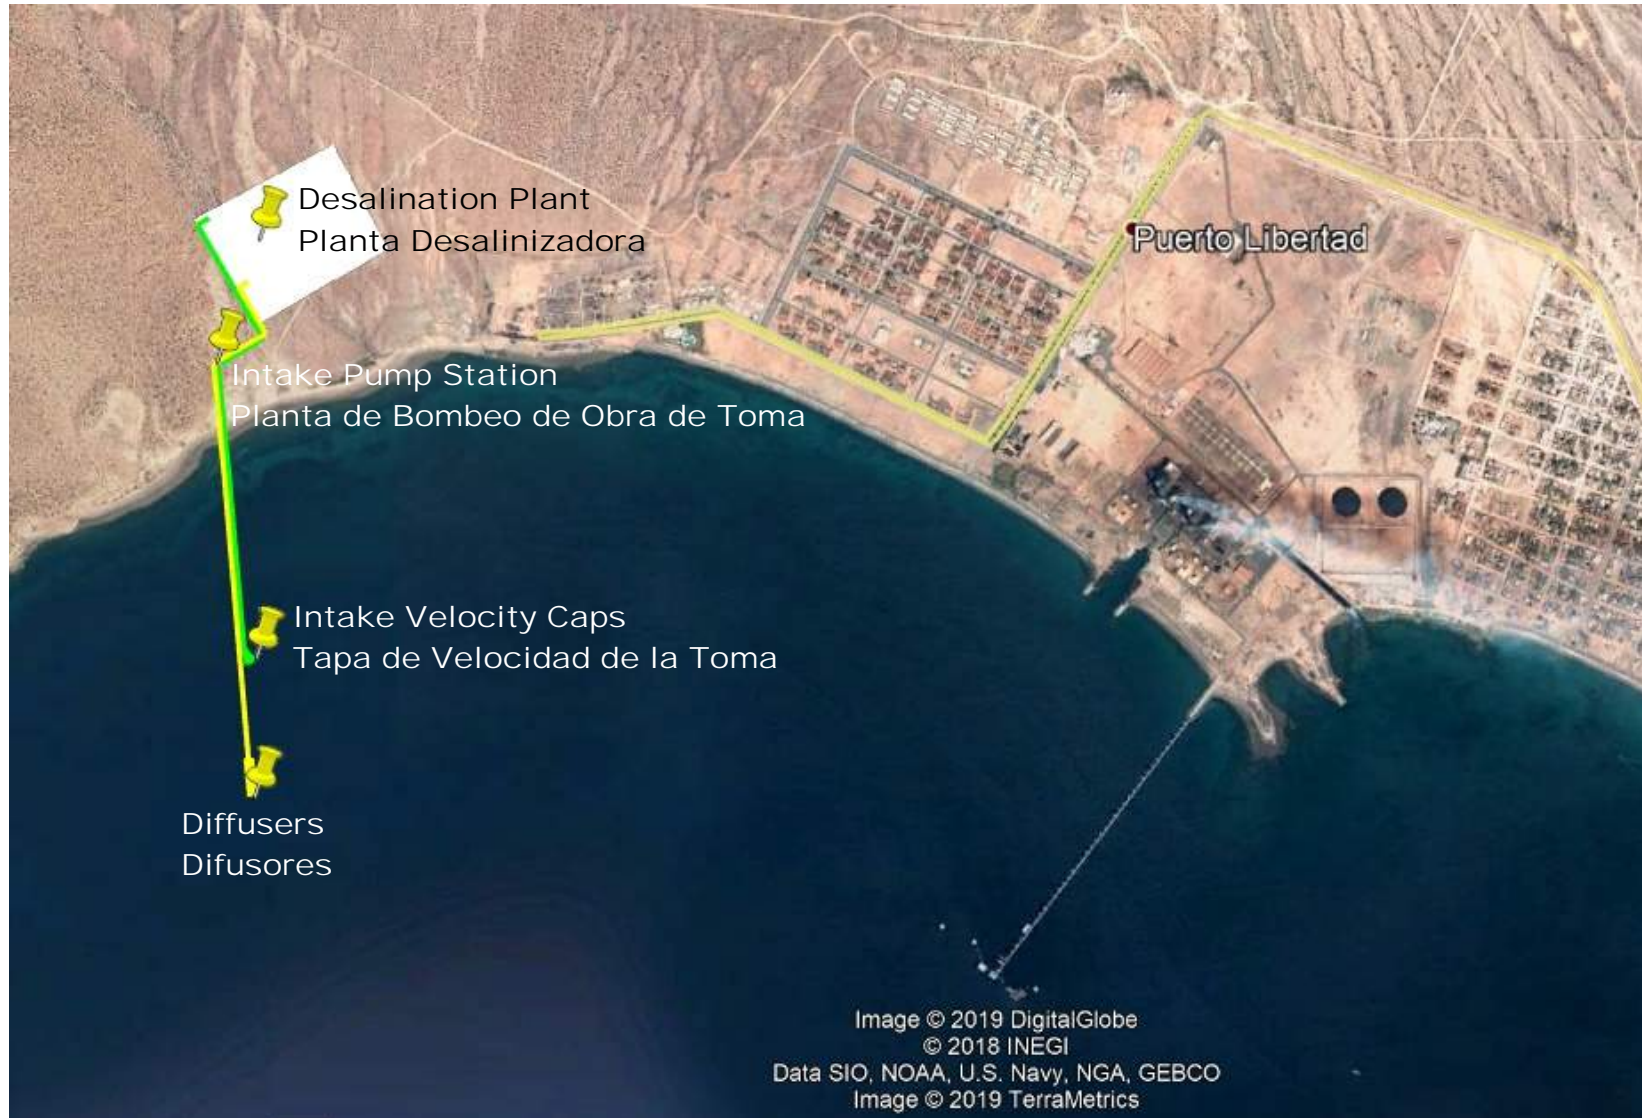 Desalination Plant
Planta Desalinizadora
Puerto Libertad
Intake Pump Station
Planta de Bombeo de Obra de Toma
Intake Velocity Caps
Tapa de Velocidad de la Toma
Diffusers
Difusores
Image © 2019 DigitalGlobe
© 2018 INEGI
Data SIO, NOAA, U.S. Navy, NGA, GEBCO
Image © 2019 TerraMetrics